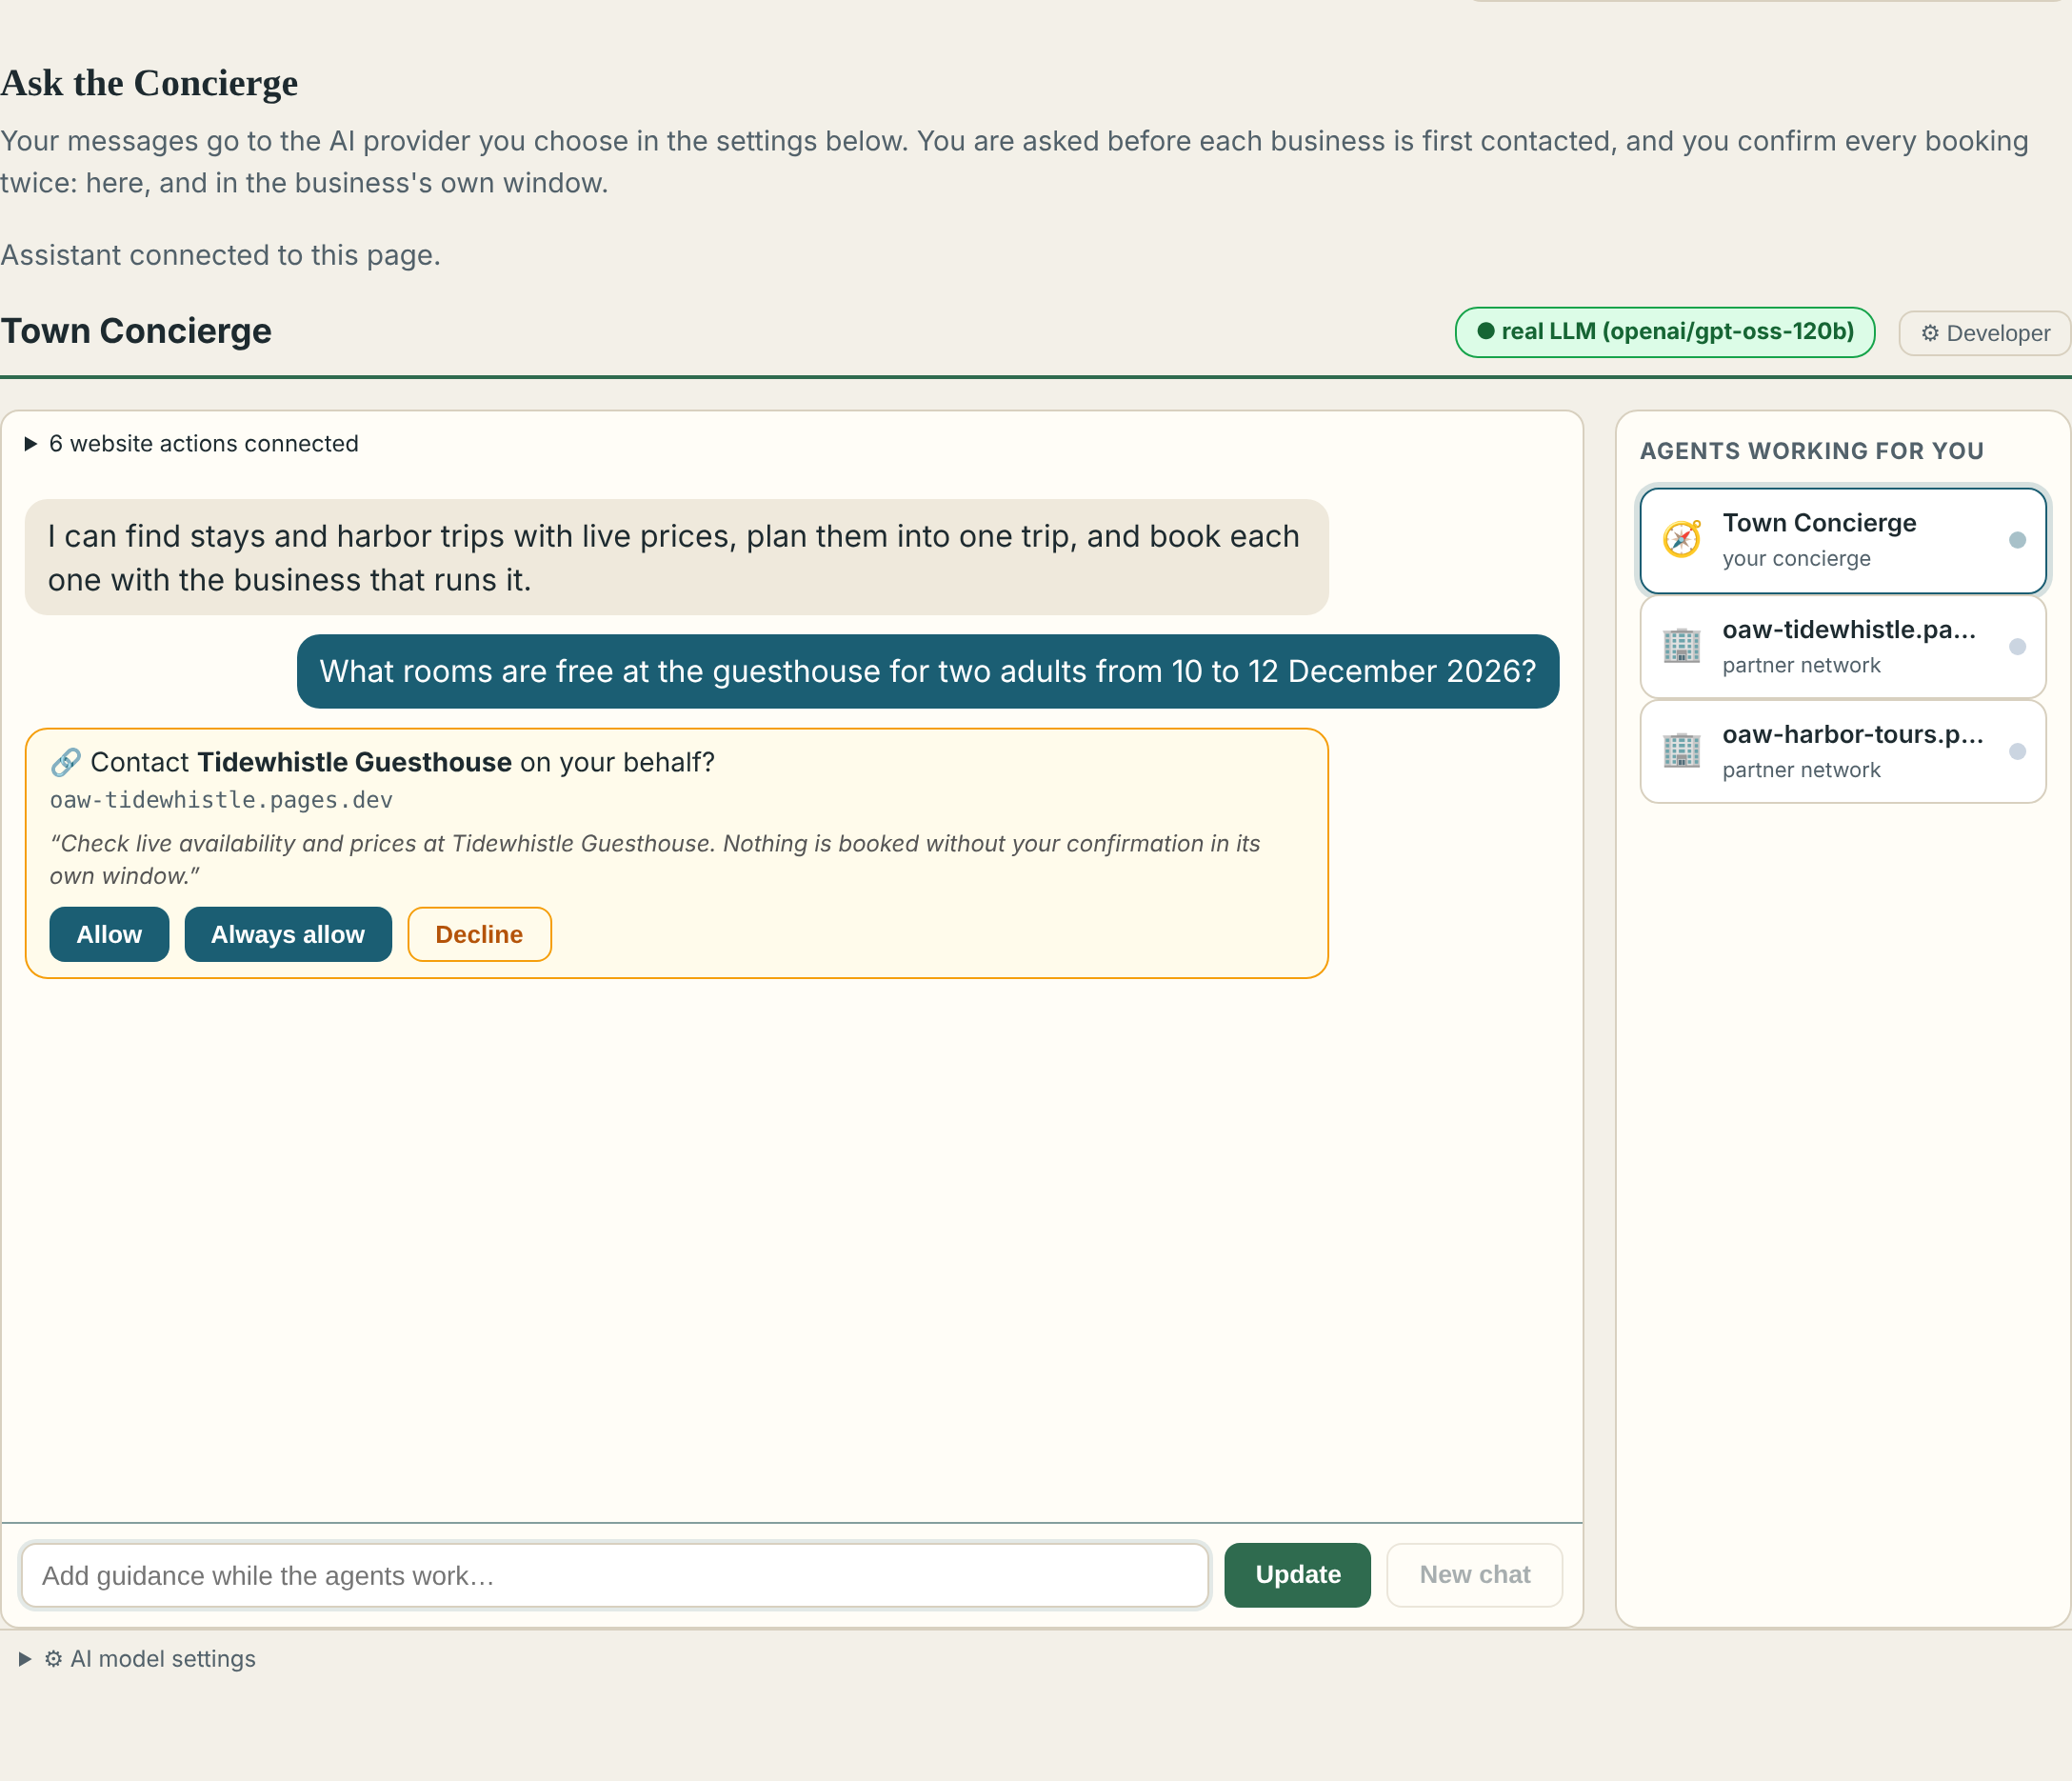 Ask the Concierge
Your messages go to the AI provider you choose in the settings below. You are asked before each business is first contacted, and you confirm every booking
twice: here, and in the business's own window.
Assistant connected to this page.
Town Concierge
● real LLM (openai/gpt-oss-120b)
⚙ Developer
▶ 6 website actions connected
I can find stays and harbor trips with live prices, plan them into one trip, and book each
one with the business that runs it.
What rooms are free at the guesthouse for two adults from 10 to 12 December 2026?
🔗 Contact Tidewhistle Guesthouse on your behalf?
oaw-tidewhistle.pages.dev
“Check live availability and prices at Tidewhistle Guesthouse. Nothing is booked without your confirmation in its
own window.”
Allow
Always allow
Decline
Add guidance while the agents work…
Update
New chat
AGENTS WORKING FOR YOU
Town Concierge
your concierge
oaw-tidewhistle.pa…
partner network
oaw-harbor-tours.p…
partner network
▶ ⚙ AI model settings